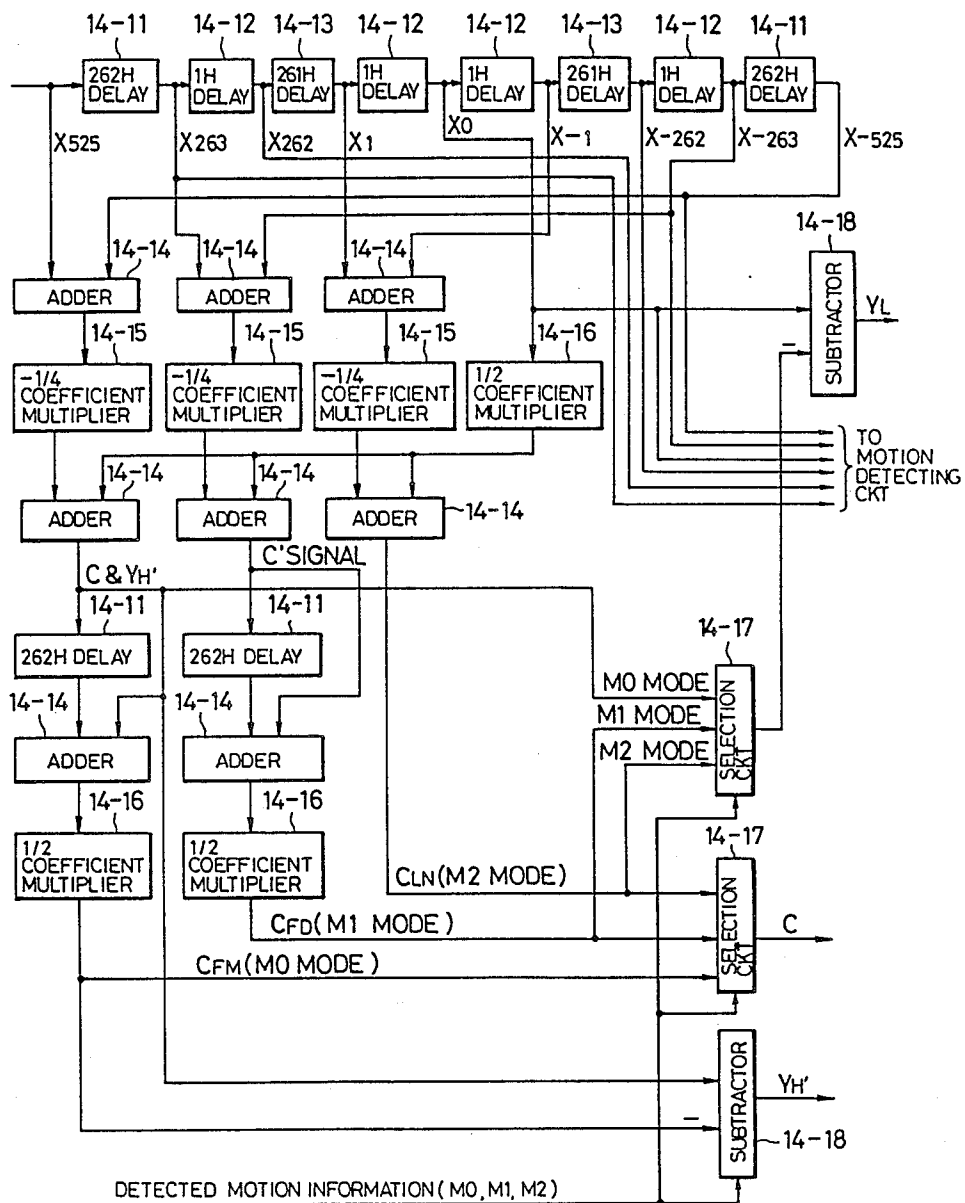 14-11 14-12 14-13 14-12 14-12 14-13 14-12 14-11
262H DELAY
1H DELAY
261H DELAY
1H DELAY
1H DELAY
261H DELAY
1H DELAY
262H DELAY
X525 X263 X262 X1 X0 X-1 X-262 X-263 X-525
14-14 14-14 14-14 14-18
ADDER ADDER ADDER
SUBTRACTOR
YL
−
14-15 14-15 14-15 14-16
-1/4
COEFFICIENT
MULTIPLIER
-1/4
COEFFICIENT
MULTIPLIER
-1/4
COEFFICIENT
MULTIPLIER
1/2
COEFFICIENT
MULTIPLIER
TO
MOTION
DETECTING
CKT
14-14 14-14
ADDER ADDER ADDER
14-14
C & YH'
C'SIGNAL
14-11 14-11
262H DELAY 262H DELAY
14-17
M0 MODE
M1 MODE
M2 MODE
SELECTION
CKT
14-14 14-14
ADDER ADDER
14-16 14-16
1/2
COEFFICIENT
MULTIPLIER
1/2
COEFFICIENT
MULTIPLIER
14-17
CLN(M2 MODE)
CFD(M1 MODE)
CFM(M0 MODE)
SELECTION
CKT
C
SUBTRACTOR
YH'
−
14-18
DETECTED MOTION INFORMATION(M0, M1, M2)